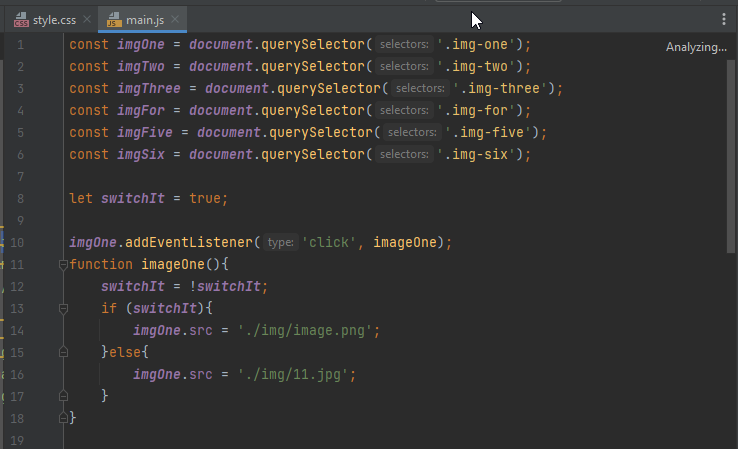 style.css main.js
Analyzing...
1 const imgOne = document.querySelector( selectors: '.img-one');
2 const imgTwo = document.querySelector( selectors: '.img-two');
3 const imgThree = document.querySelector( selectors: '.img-three');
4 const imgFor = document.querySelector( selectors: '.img-for');
5 const imgFive = document.querySelector( selectors: '.img-five');
6 const imgSix = document.querySelector( selectors: '.img-six');
7
8 let switchIt = true;
9
10 imgOne.addEventListener( type: 'click', imageOne);
11 function imageOne(){
12 switchIt = !switchIt;
13 if (switchIt){
14 imgOne.src = './img/image.png';
15 }else{
16 imgOne.src = './img/11.jpg';
17 }
18 }
19